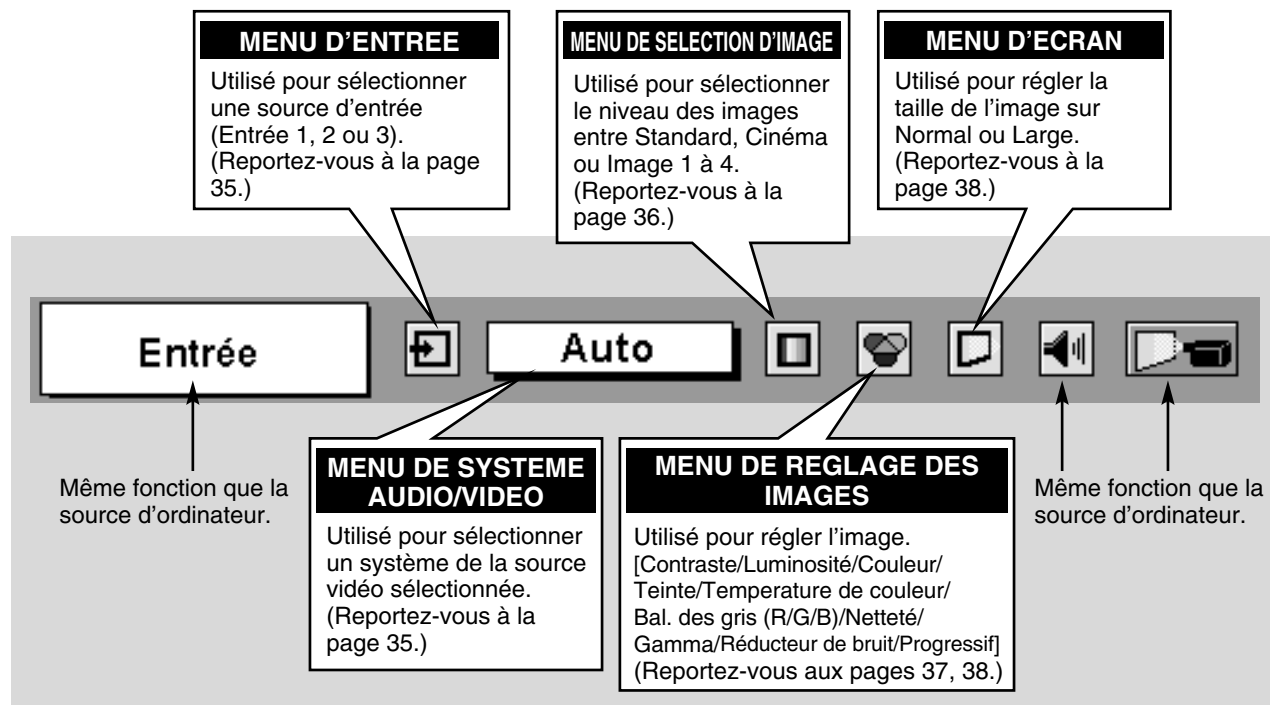 MENU D'ENTREE
Utilisé pour sélectionner
une source d'entrée
(Entrée 1, 2 ou 3).
(Reportez-vous à la page
35.)
MENU DE SELECTION D'IMAGE
Utilisé pour sélectionner
le niveau des images
entre Standard, Cinéma
ou Image 1 à 4.
(Reportez-vous à la
page 36.)
MENU D'ECRAN
Utilisé pour régler la
taille de l'image sur
Normal ou Large.
(Reportez-vous à la
page 38.)
Entrée
Auto
Même fonction que la
source d'ordinateur.
MENU DE SYSTEME
AUDIO/VIDEO
Utilisé pour sélectionner
un système de la source
vidéo sélectionnée.
(Reportez-vous à la
page 35.)
MENU DE REGLAGE DES
IMAGES
Utilisé pour régler l'image.
[Contraste/Luminosité/Couleur/
Teinte/Temperature de couleur/
Bal. des gris (R/G/B)/Netteté/
Gamma/Réducteur de bruit/Progressif]
(Reportez-vous aux pages 37, 38.)
Même fonction que la
source d'ordinateur.